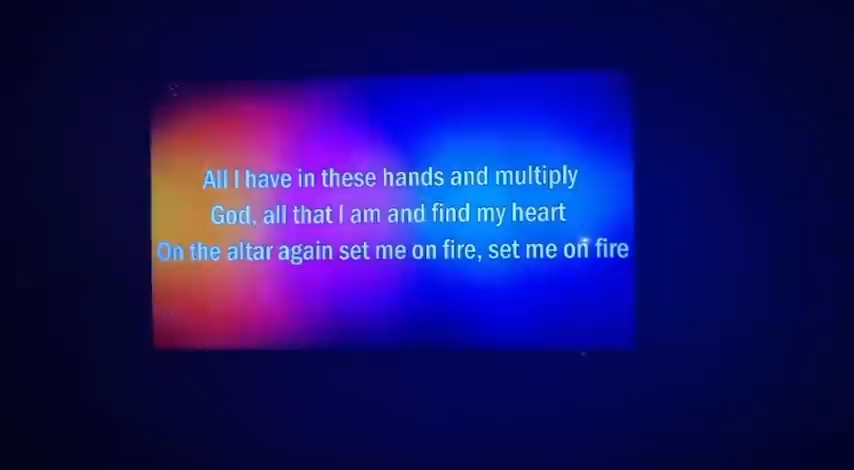 All I have in these hands and multiply
God, all that I am and find my heart
On the altar again set me on fire, set me on fire